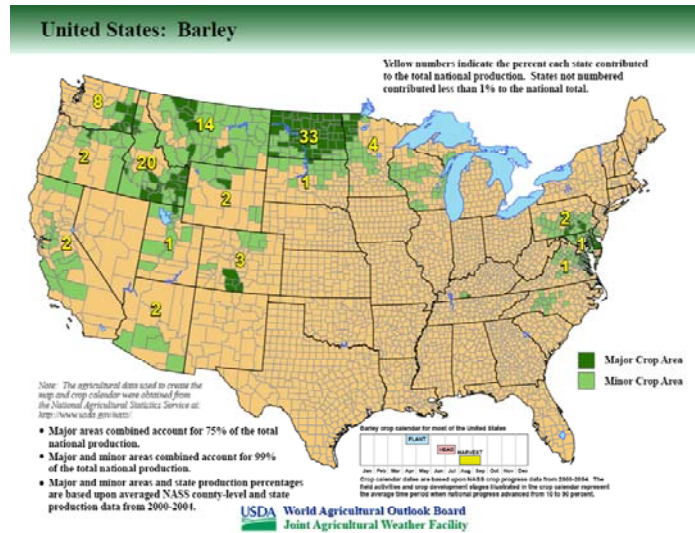 United States: Barley
Yellow numbers indicate the percent each state contributed
to the total national production. States not numbered
contributed less than 1% to the national total.
8
14
33
4
2
20
2
1
2
1
3
2
2
1
1
Major Crop Area
Minor Crop Area
Note: The agricultural data used to create the
map and crop calendar were obtained from
the National Agricultural Statistics Service at:
http://www.usda.gov/nass/.
• Major areas combined account for 75% of the total
national production.
• Major and minor areas combined account for 99%
of the total national production.
• Major and minor areas and state production percentages
are based upon averaged NASS county-level and state
production data from 2000-2004.
Barley crop calendar for most of the United States
PLANT
HEAD
HARVEST
Jan Feb Mar Apr May Jun Jul Aug Sep Oct Nov Dec
Crop calendar dates are based upon NASS crop progress data from 2000-2004. The
field activities and crop development stages illustrated in the crop calendar represent
the average time period when national progress advanced from 10 to 90 percent.
USDA World Agricultural Outlook Board
Joint Agricultural Weather Facility